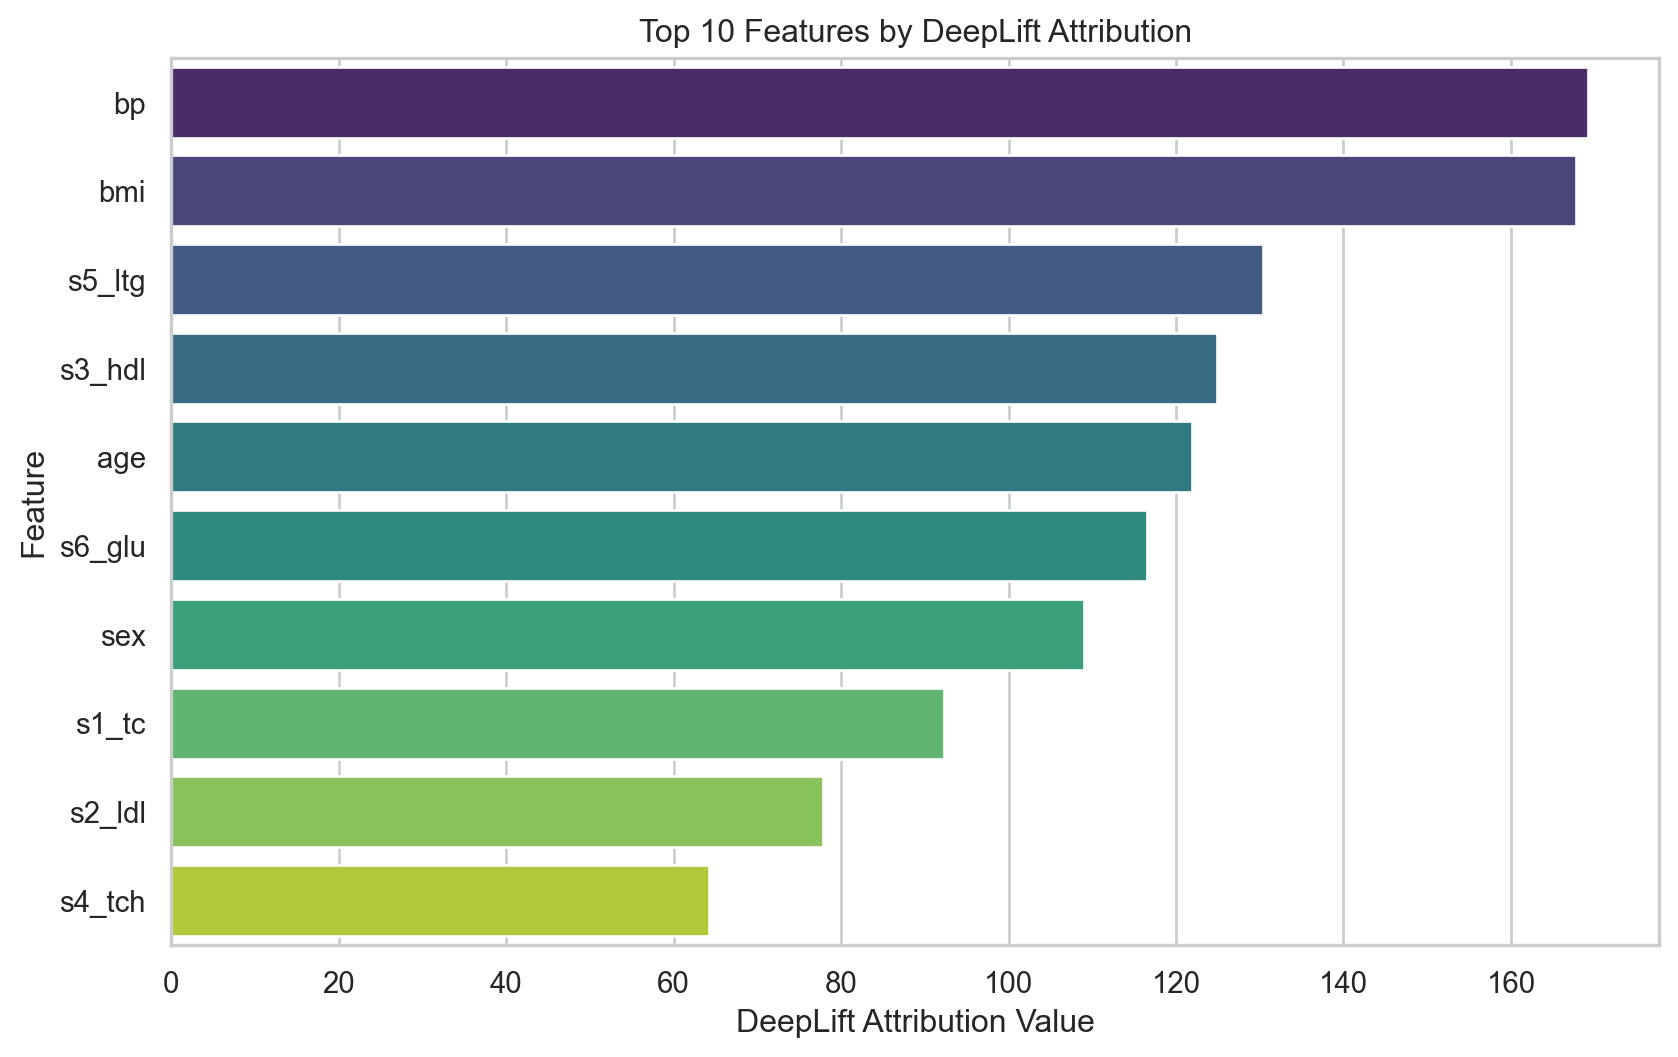 Top 10 Features by DeepLift Attribution
bp
bmi
s5_ltg
s3_hdl
age
s6_glu
sex
s1_tc
s2_ldl
s4_tch
Feature
0 20 40 60 80 100 120 140 160
DeepLift Attribution Value